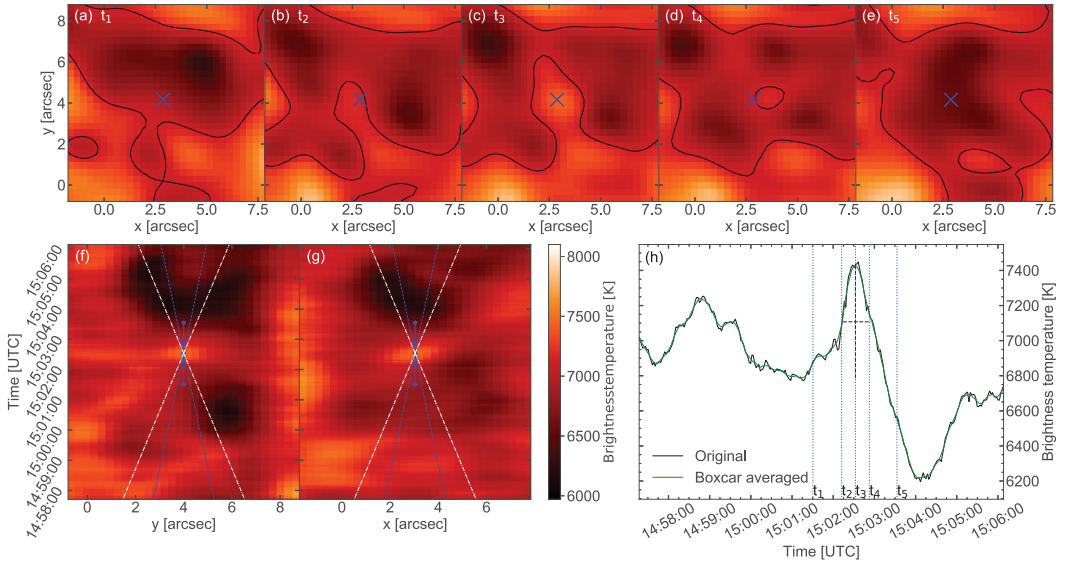 (a) t1
(b) t2
(c) t3
(d) t4
(e) t5
y [arcsec]
8
6
4
2
0
0.0 2.5 5.0 7.5
0.0 2.5 5.0 7.5
0.0 2.5 5.0 7.5
0.0 2.5 5.0 7.5
0.0 2.5 5.0 7.5
x [arcsec]
x [arcsec]
x [arcsec]
x [arcsec]
x [arcsec]
(f)
(g)
Time [UTC]
15:06:00
15:05:00
15:04:00
15:03:00
15:02:00
15:01:00
15:00:00
14:59:00
14:58:00
0 2 4 6 8
0 2 4 6 8
y [arcsec]
x [arcsec]
8000
7500
7000
6500
6000
Brightnesstemperature [K]
(h)
Original
Boxcar averaged
t1 t2 t3 t4 t5
7400
7200
7000
6800
6600
6400
6200
Brightness temperature [K]
14:58:00
14:59:00
15:00:00
15:01:00
15:02:00
15:03:00
15:04:00
15:05:00
15:06:00
Time [UTC]